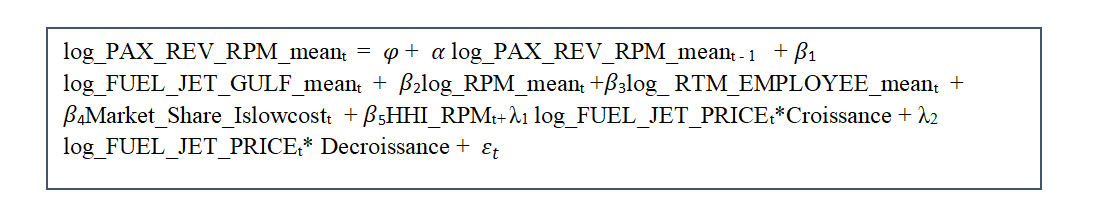 log_PAX_REV_RPM_meanₜ = 𝜑 + 𝛼 log_PAX_REV_RPM_meanₜ₋₁ + 𝛽₁
log_FUEL_JET_GULF_meanₜ + 𝛽₂log_RPM_meanₜ +𝛽₃log_ RTM_EMPLOYEE_meanₜ +
𝛽₄Market_Share_Islowcostₜ + 𝛽₅HHI_RPMₜ₊λ₁ log_FUEL_JET_PRICEₜ*Croissance + λ₂
log_FUEL_JET_PRICEₜ* Decroissance + 𝜀ₜ